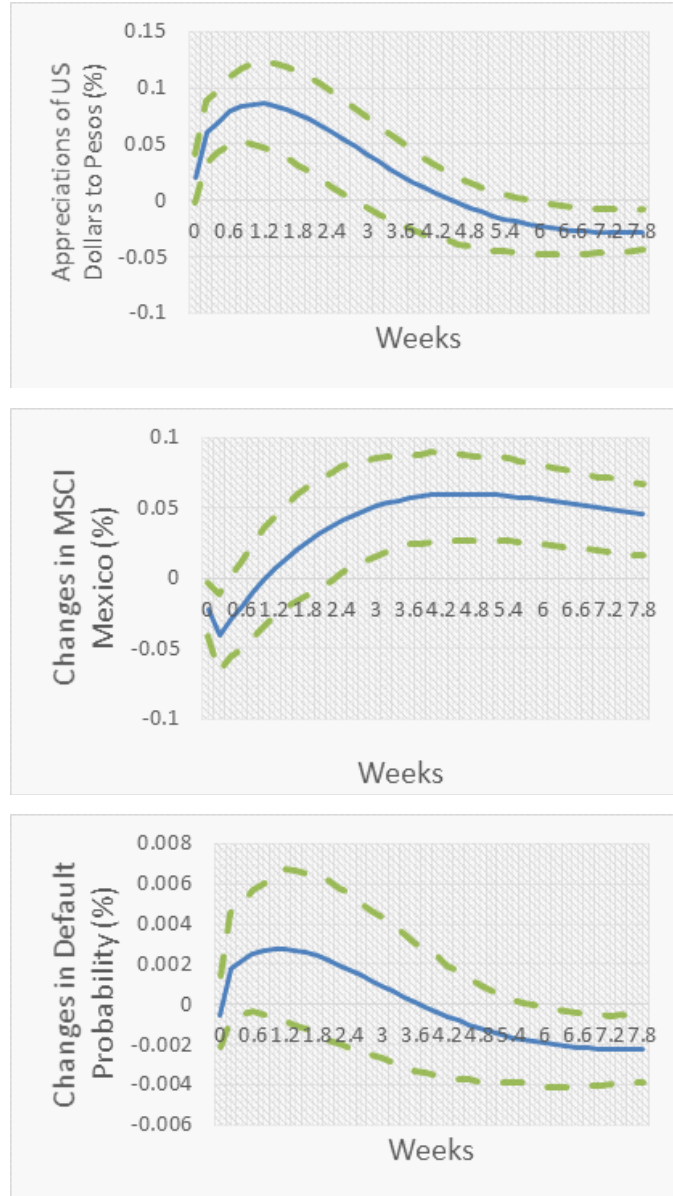 Appreciations of US
Dollars to Pesos (%)
0.15
0.1
0.05
0
-0.05
-0.1
0 0.6 1.2 1.8 2.4 3 3.6 4.2 4.8 5.4 6 6.6 7.2 7.8
Weeks
Changes in MSCI
Mexico (%)
0.1
0.05
0
-0.05
-0.1
0 0.6 1.2 1.8 2.4 3 3.6 4.2 4.8 5.4 6 6.6 7.2 7.8
Weeks
Changes in Default
Probability (%)
0.008
0.006
0.004
0.002
0
-0.002
-0.004
-0.006
0 0.6 1.2 1.8 2.4 3 3.6 4.2 4.8 5.4 6 6.6 7.2 7.8
Weeks